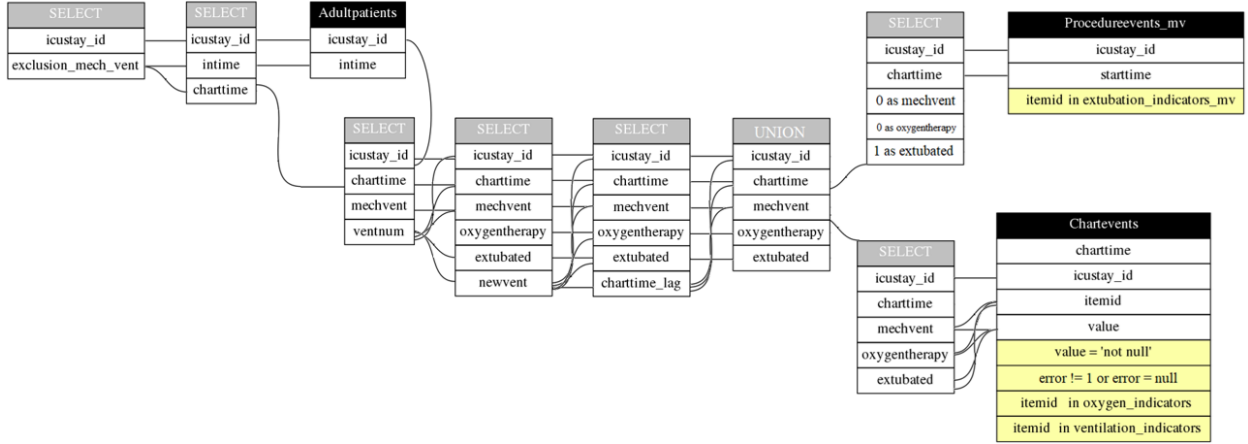 SELECT
icustay_id
exclusion_mech_vent
SELECT
icustay_id
intime
charttime
Adultpatients
icustay_id
intime
SELECT
icustay_id
charttime
mechvent
ventnum
SELECT
icustay_id
charttime
mechvent
oxygentherapy
extubated
newvent
SELECT
icustay_id
charttime
mechvent
oxygentherapy
extubated
charttime_lag
UNION
icustay_id
charttime
mechvent
oxygentherapy
extubated
SELECT
icustay_id
charttime
0 as mechvent
0 as oxygentherapy
1 as extubated
Procedureevents_mv
icustay_id
starttime
itemid in extubation_indicators_mv
SELECT
icustay_id
charttime
mechvent
oxygentherapy
extubated
Chartevents
charttime
icustay_id
itemid
value
value = 'not null'
error != 1 or error = null
itemid in oxygen_indicators
itemid in ventilation_indicators